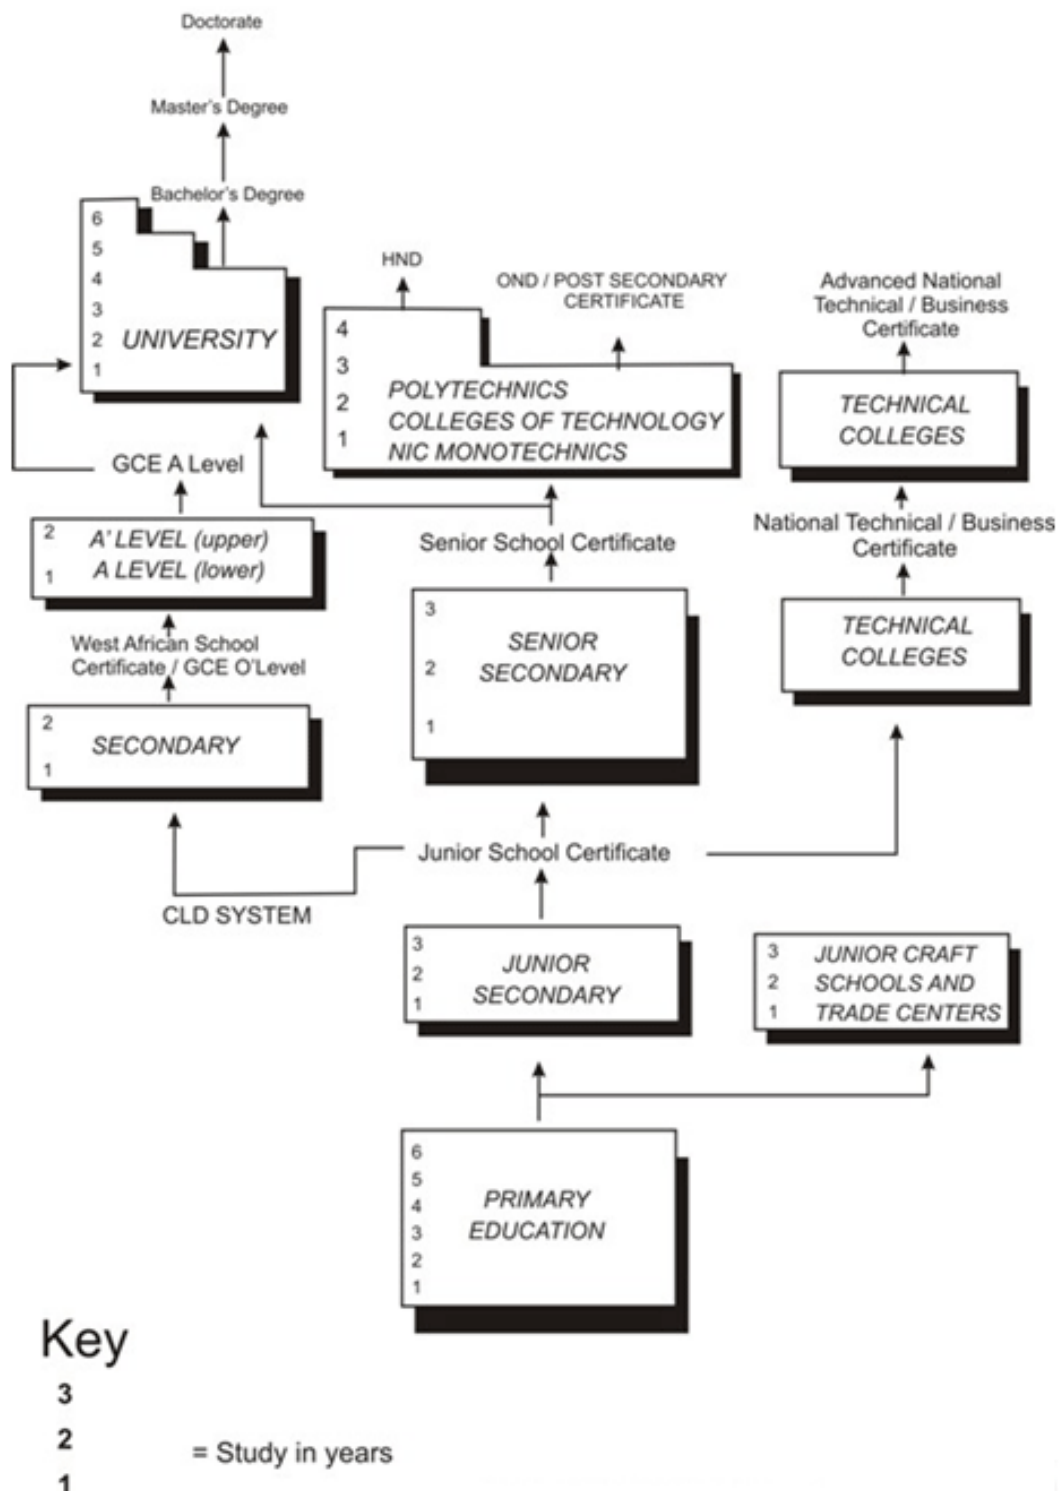 Doctorate
Master's Degree
Bachelor's Degree
6
5
4
3
2
1
UNIVERSITY
HND
OND / POST SECONDARY
CERTIFICATE
4
3
2
1
POLYTECHNICS
COLLEGES OF TECHNOLOGY
NIC MONOTECHNICS
Advanced National
Technical / Business
Certificate
TECHNICAL
COLLEGES
GCE A Level
2
1
A' LEVEL (upper)
A LEVEL (lower)
Senior School Certificate
National Technical / Business
Certificate
West African School
Certificate / GCE O'Level
3
2
1
SENIOR
SECONDARY
TECHNICAL
COLLEGES
2
1
SECONDARY
Junior School Certificate
CLD SYSTEM
3
2
1
JUNIOR
SECONDARY
3
2
1
JUNIOR CRAFT
SCHOOLS AND
TRADE CENTERS
6
5
4
3
2
1
PRIMARY
EDUCATION
Key
3
2
1
= Study in years